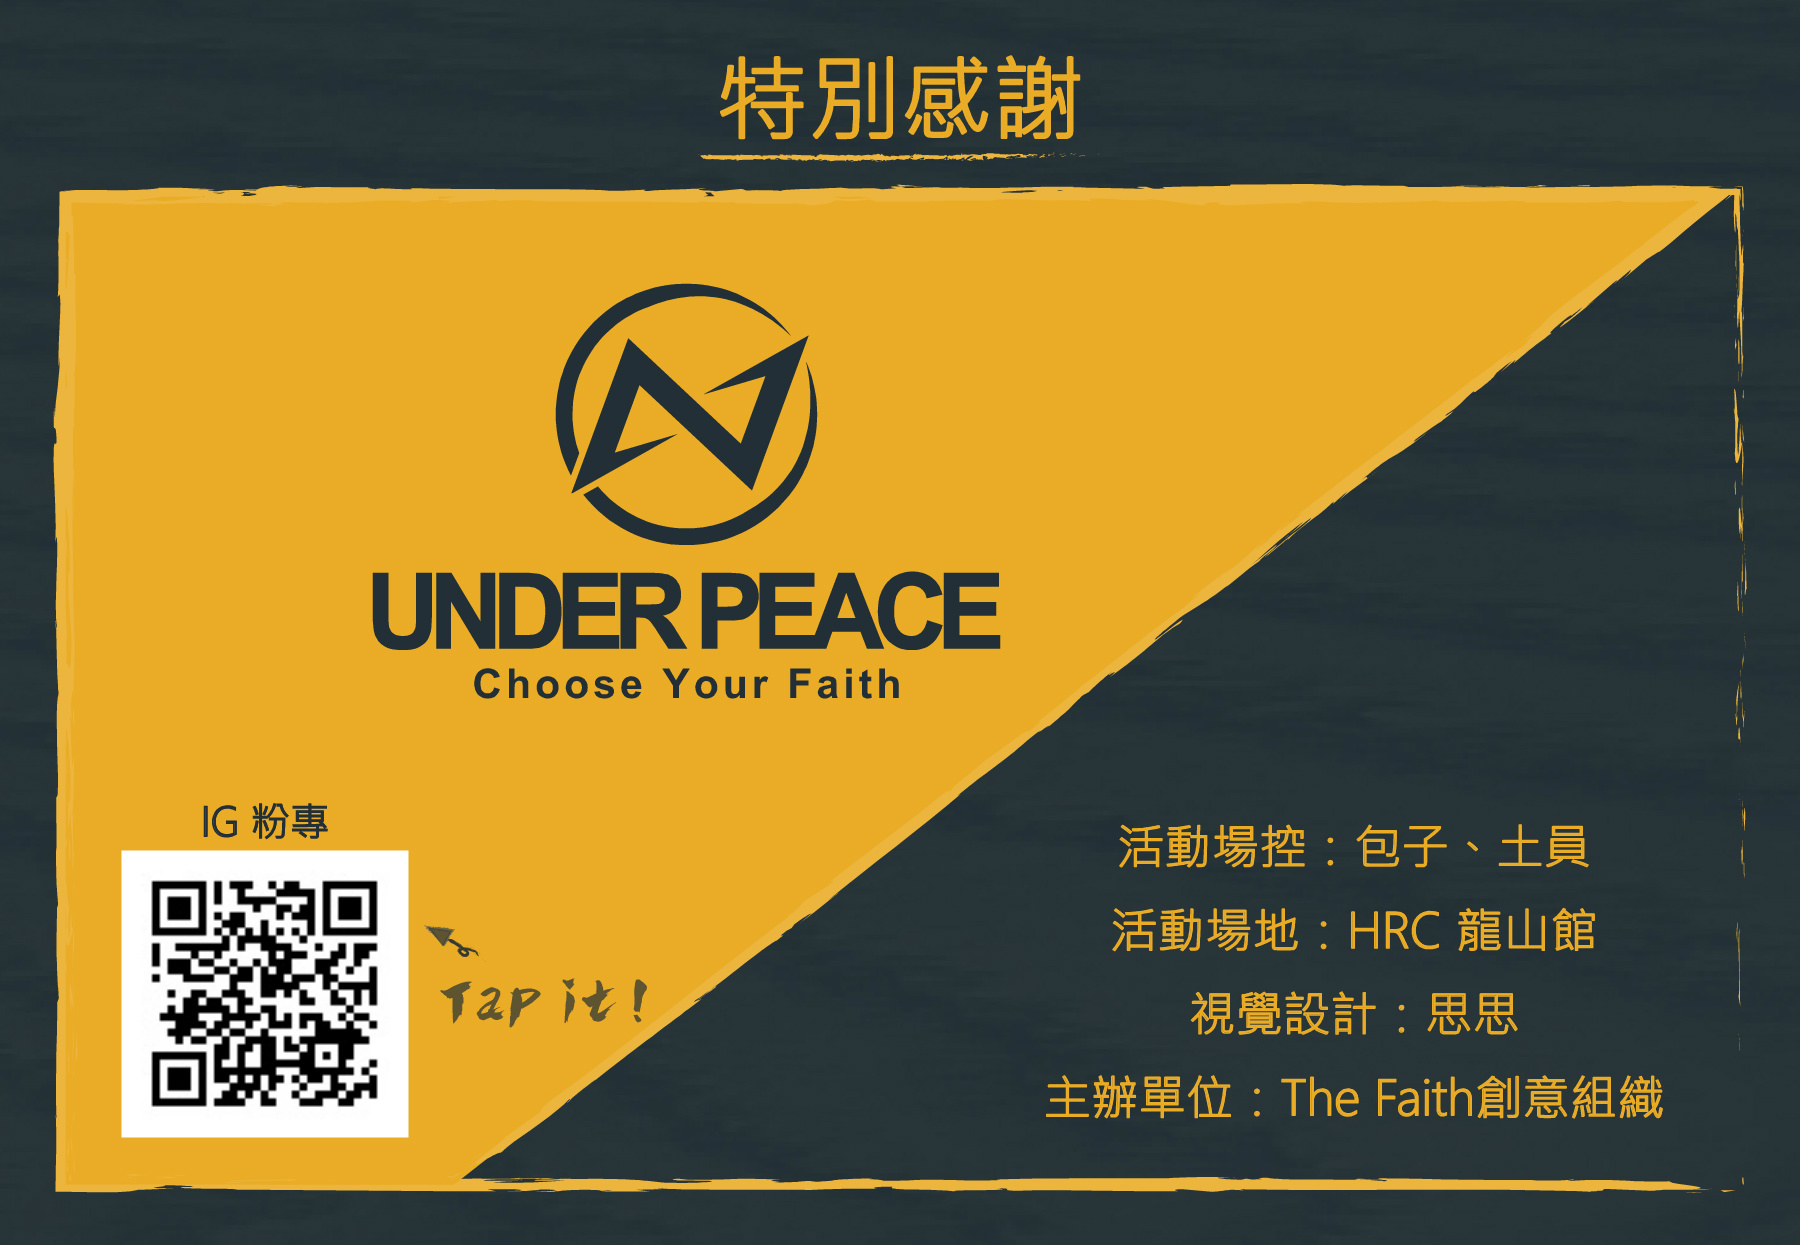 特別感謝
UNDER PEACE
Choose Your Faith
IG 粉專
Tap it!
活動場控：包子、土員
活動場地：HRC 龍山館
視覺設計：思思
主辦單位：The Faith創意組織